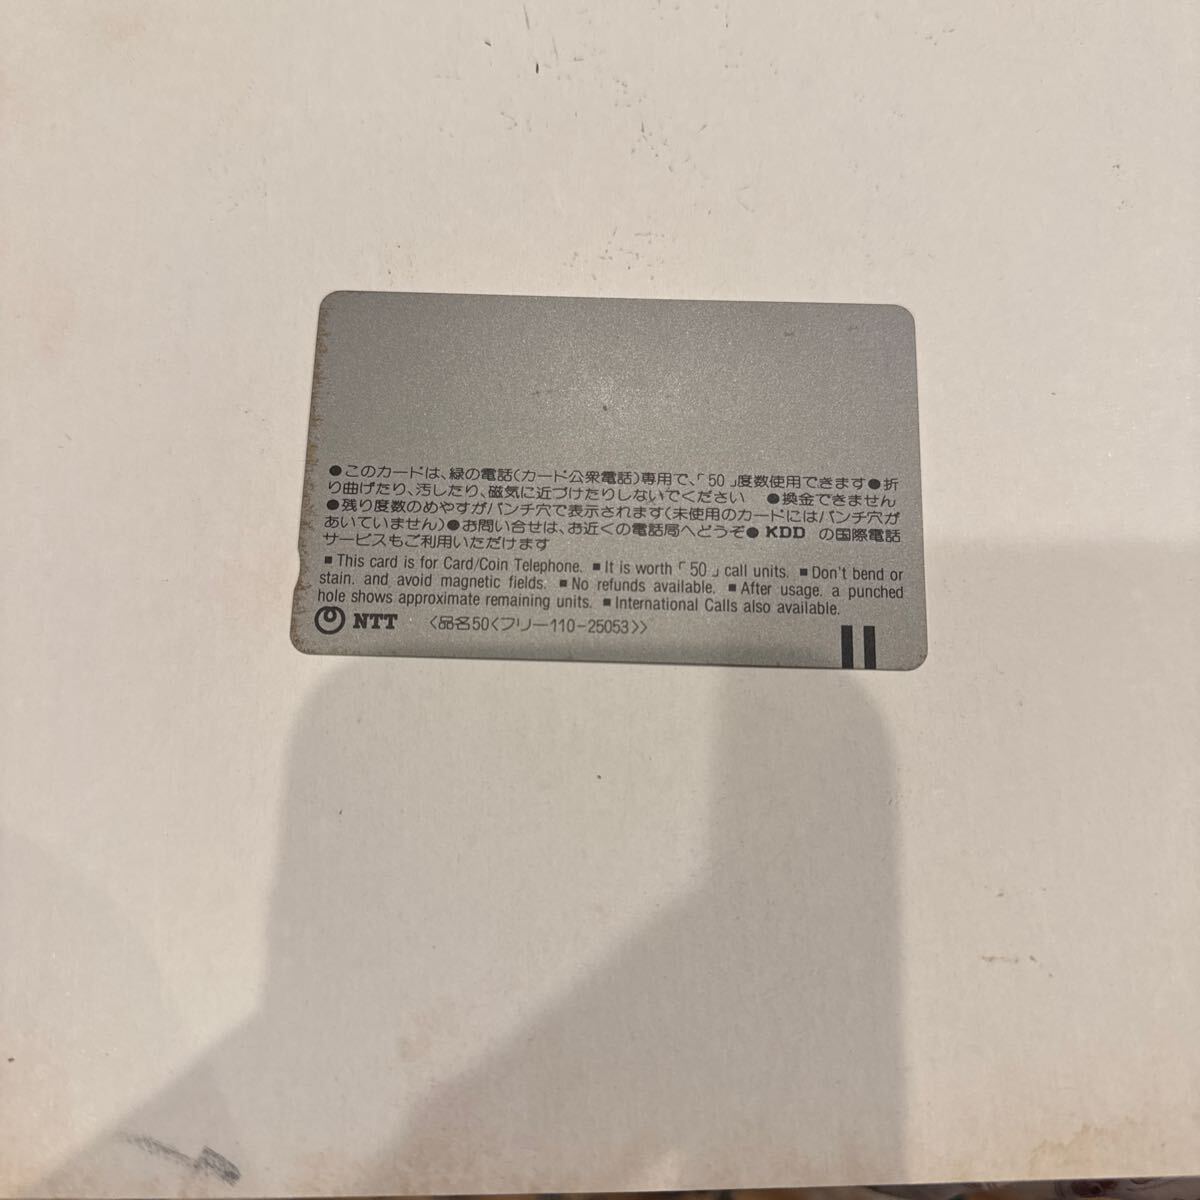 ●このカードは、緑の電話(カード公衆電話)専用で、「50」度数使用できます●折
り曲げたり、汚したり、磁気に近づけたりしないでください ●換金できません
●残り度数のめやすがパンチ穴で表示されます(未使用のカードにはパンチ穴が
あいていません)●お問い合せは、お近くの電話局へどうぞ● KDD の国際電話
サービスもご利用いただけます
■ This card is for Card/Coin Telephone. ■ It is worth「50」call units. ■ Don't bend or
stain. and avoid magnetic fields. ■ No refunds available. ■ After usage. a punched
hole shows approximate remaining units. ■ International Calls also available.
NTT 〈品名50〈フリー110-25053〉〉